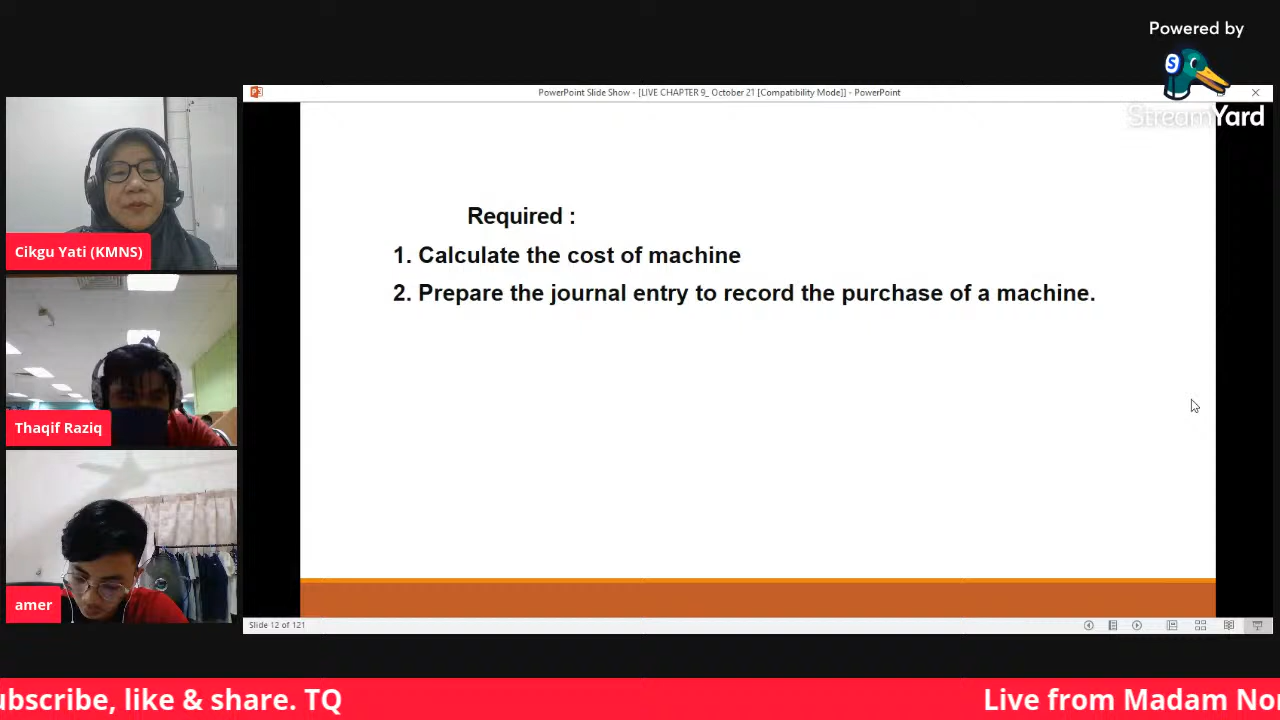 Powered by
StreamYard
PowerPoint Slide Show - [LIVE CHAPTER 9_ October 21 [Compatibility Mode]] - PowerPoint
Required :
1. Calculate the cost of machine
2. Prepare the journal entry to record the purchase of a machine.
Cikgu Yati (KMNS)
Thaqif Raziq
amer
Slide 12 of 121
ubscribe, like & share. TQ
Live from Madam Nor